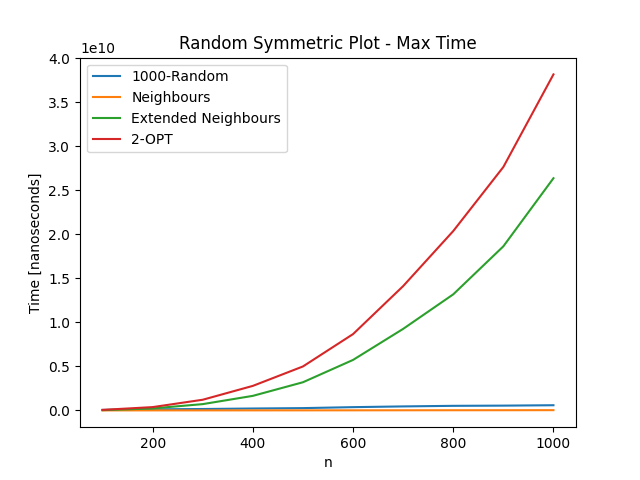 Random Symmetric Plot - Max Time
1e10
4.0
3.5
3.0
2.5
2.0
1.5
1.0
0.5
0.0
Time [nanoseconds]
1000-Random
Neighbours
Extended Neighbours
2-OPT
200 400 600 800 1000
n